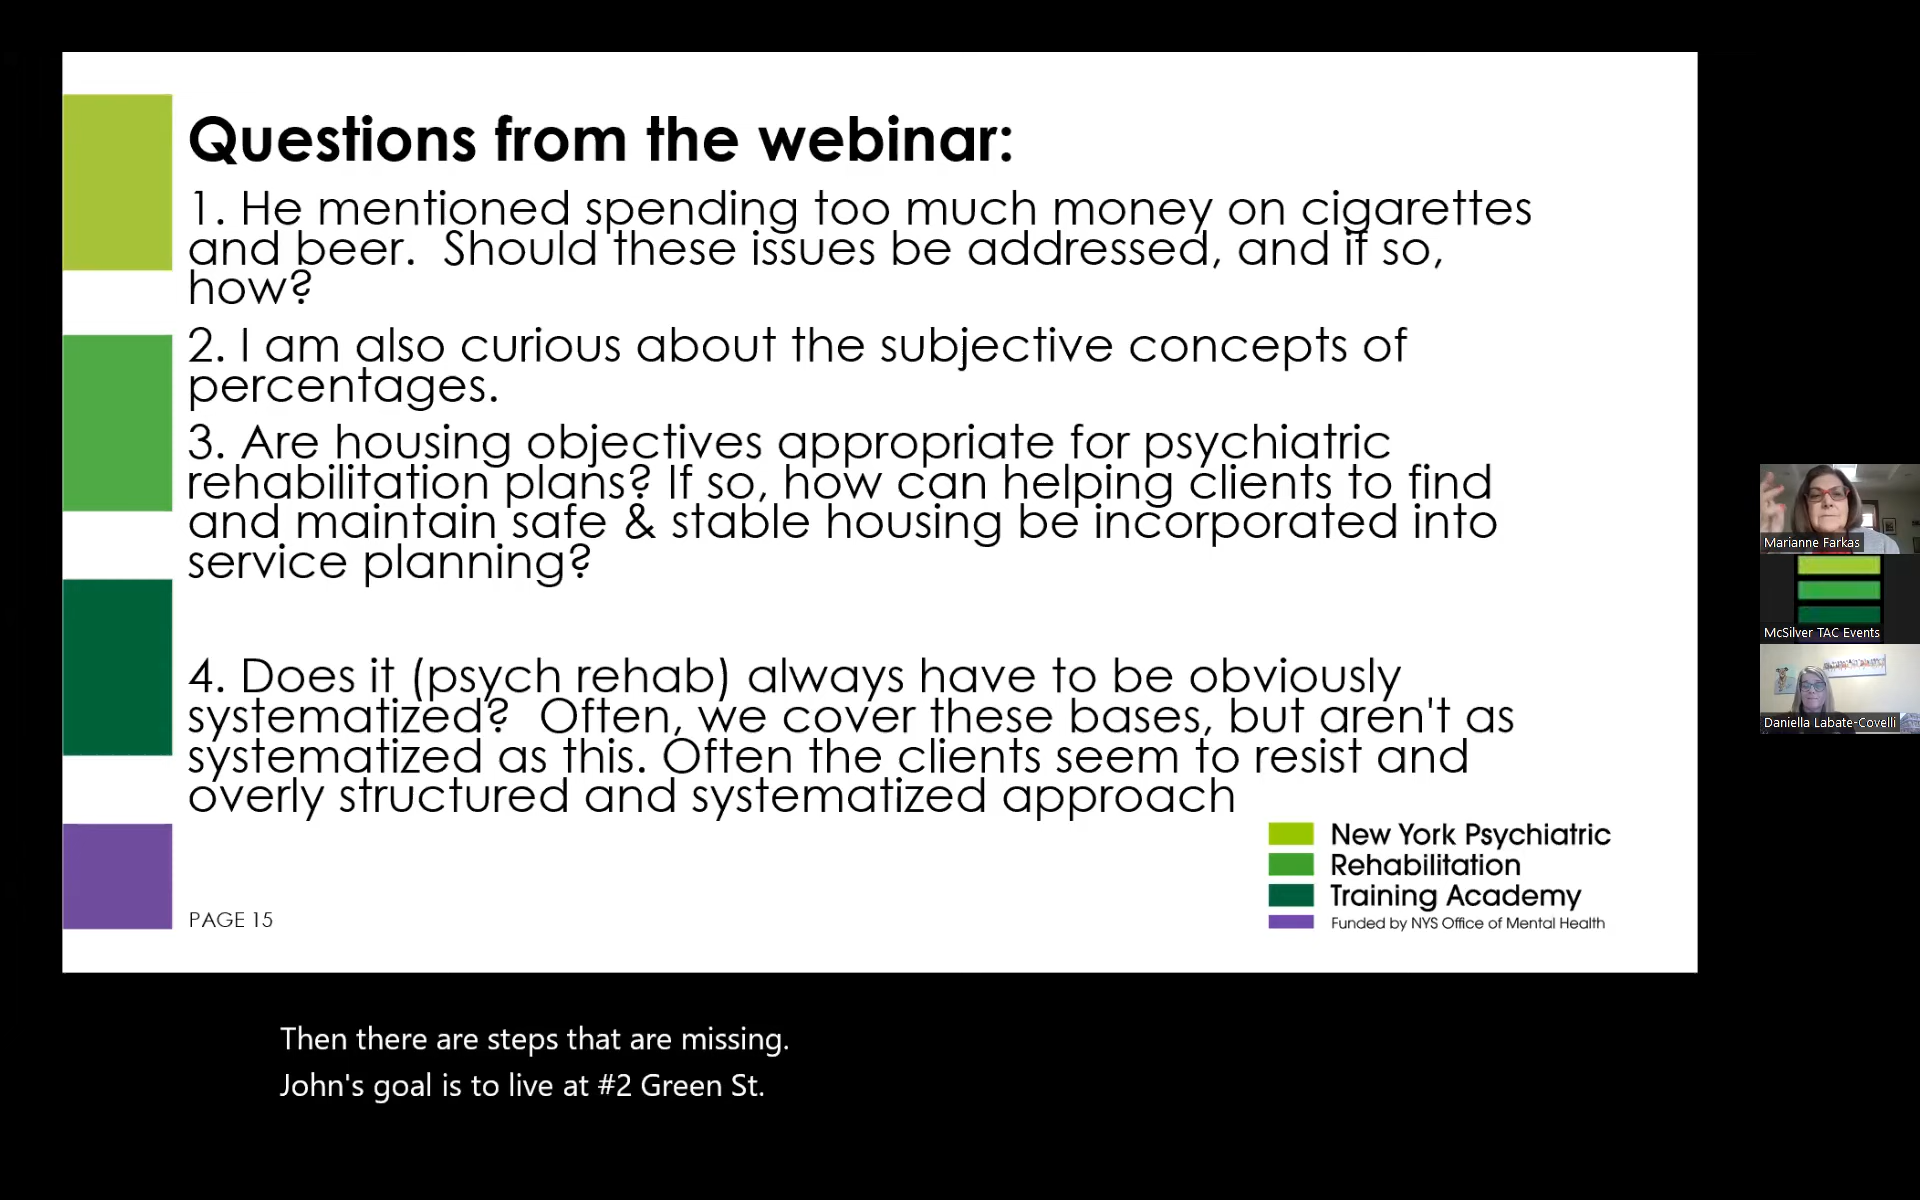 Questions from the webinar:
1. He mentioned spending too much money on cigarettes
and beer.  Should these issues be addressed, and if so,
how?
2. I am also curious about the subjective concepts of
percentages.
3. Are housing objectives appropriate for psychiatric
rehabilitation plans? If so, how can helping clients to find
and maintain safe & stable housing be incorporated into
service planning?
4. Does it (psych rehab) always have to be obviously
systematized?  Often, we cover these bases, but aren't as
systematized as this. Often the clients seem to resist and
overly structured and systematized approach
New York Psychiatric
Rehabilitation
Training Academy
Funded by NYS Office of Mental Health
PAGE 15
Marianne Farkas
McSilver TAC Events
Daniella Labate-Covelli
Then there are steps that are missing.
John's goal is to live at #2 Green St.